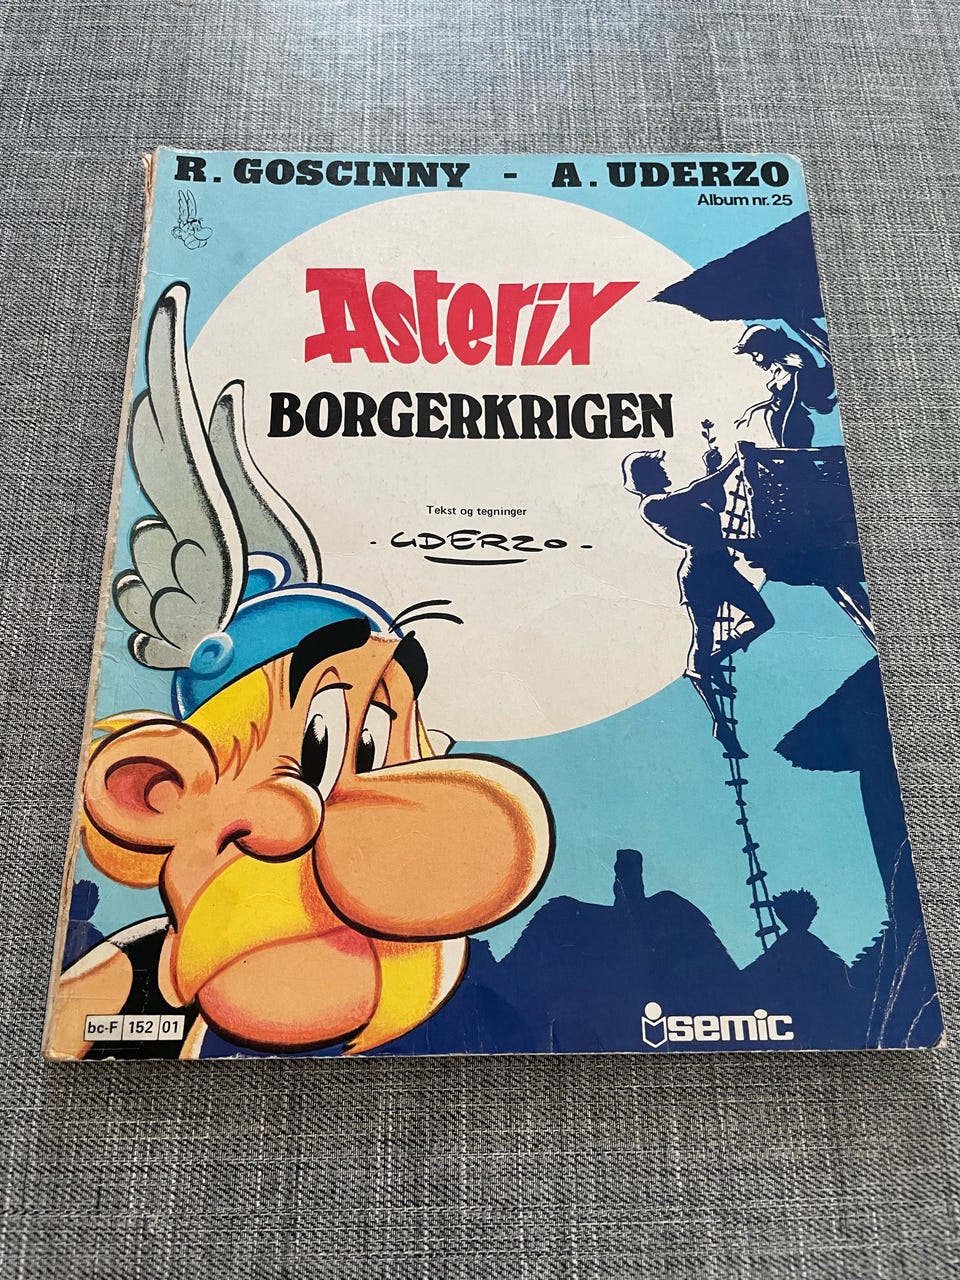 R. GOSCINNY - A. UDERZO
Album nr. 25
Asterix
BORGERKRIGEN
Tekst og tegninger
- UDERZO -
bc-F 152 01
semic